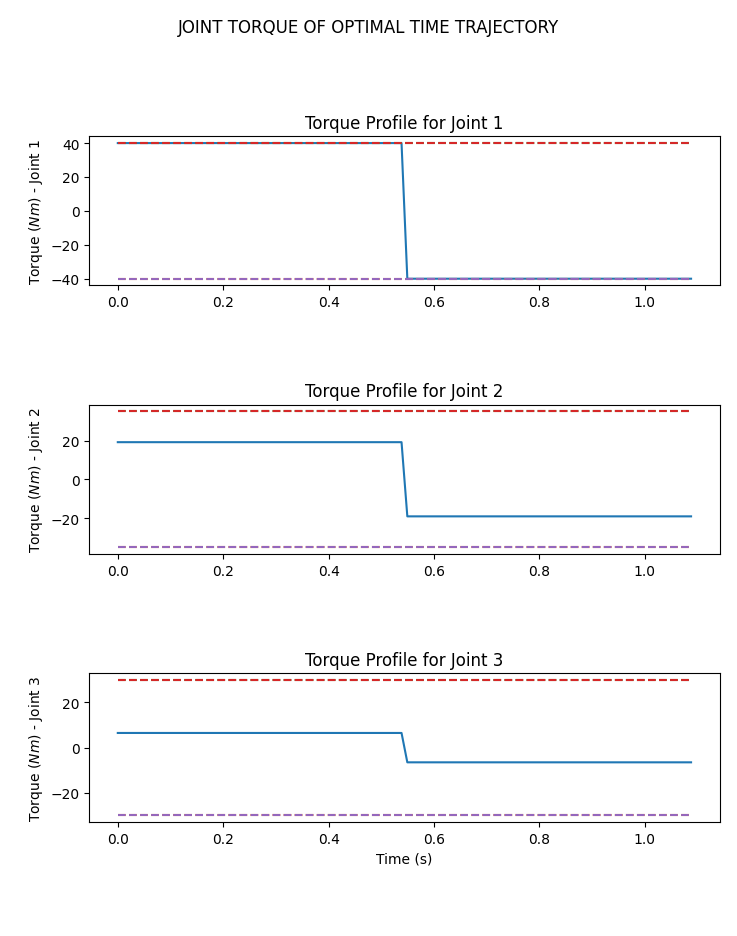 JOINT TORQUE OF OPTIMAL TIME TRAJECTORY
Torque Profile for Joint 1
Torque (Nm) - Joint 1
40
20
0
−20
−40
0.0 0.2 0.4 0.6 0.8 1.0
Torque Profile for Joint 2
Torque (Nm) - Joint 2
20
0
−20
0.0 0.2 0.4 0.6 0.8 1.0
Torque Profile for Joint 3
Torque (Nm) - Joint 3
20
0
−20
0.0 0.2 0.4 0.6 0.8 1.0
Time (s)